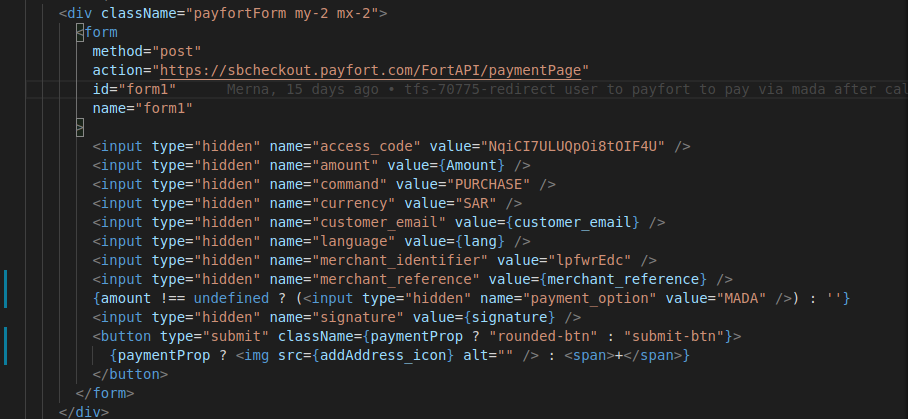 <div className="payfortForm my-2 mx-2">
<form
method="post"
action="https://sbcheckout.payfort.com/FortAPI/paymentPage"
id="form1" Merna, 15 days ago • tfs-70775-redirect user to payfort to pay via mada after cal
name="form1"
>
<input type="hidden" name="access_code" value="NqiCI7ULUQpOi8tOIF4U" />
<input type="hidden" name="amount" value={Amount} />
<input type="hidden" name="command" value="PURCHASE" />
<input type="hidden" name="currency" value="SAR" />
<input type="hidden" name="customer_email" value={customer_email} />
<input type="hidden" name="language" value={lang} />
<input type="hidden" name="merchant_identifier" value="lpfwrEdc" />
<input type="hidden" name="merchant_reference" value={merchant_reference} />
{amount !== undefined ? (<input type="hidden" name="payment_option" value="MADA" />) : ''}
<input type="hidden" name="signature" value={signature} />
<button type="submit" className={paymentProp ? "rounded-btn" : "submit-btn"}>
{paymentProp ? <img src={addAddress_icon} alt="" /> : <span>+</span>}
</button>
</form>
</div>